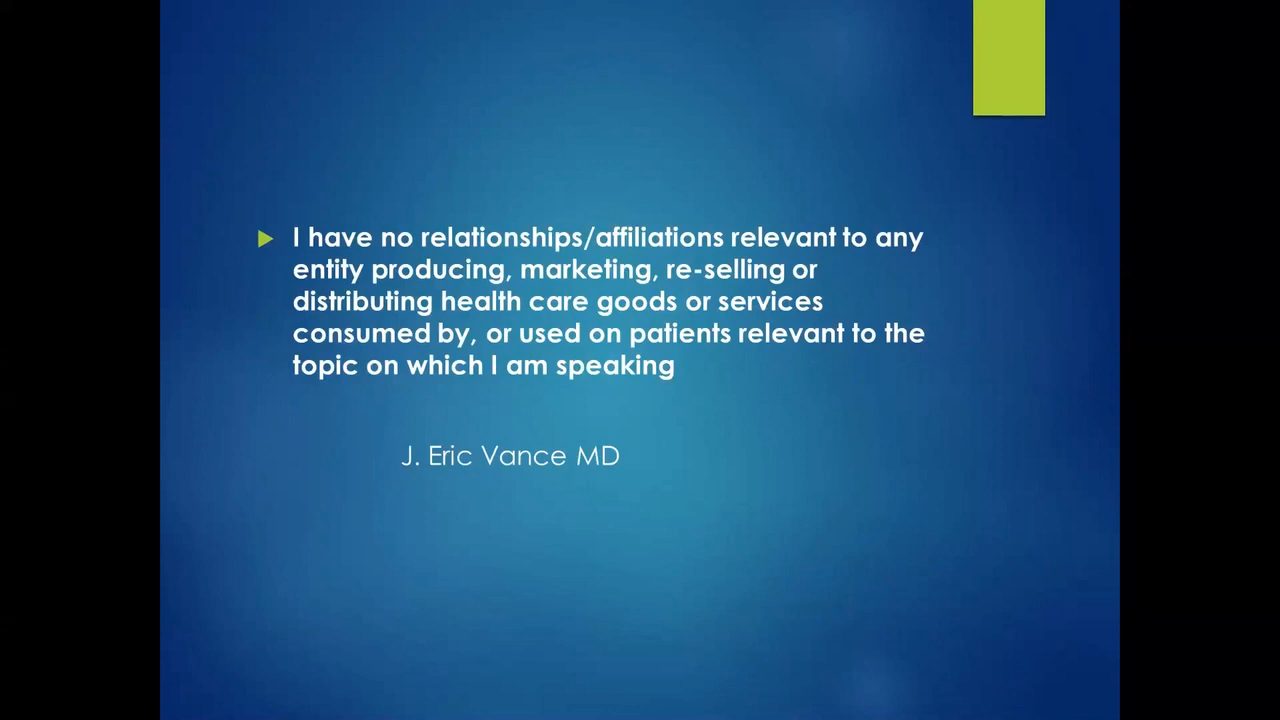 I have no relationships/affiliations relevant to any
entity producing, marketing, re-selling or
distributing health care goods or services
consumed by, or used on patients relevant to the
topic on which I am speaking
J. Eric Vance MD